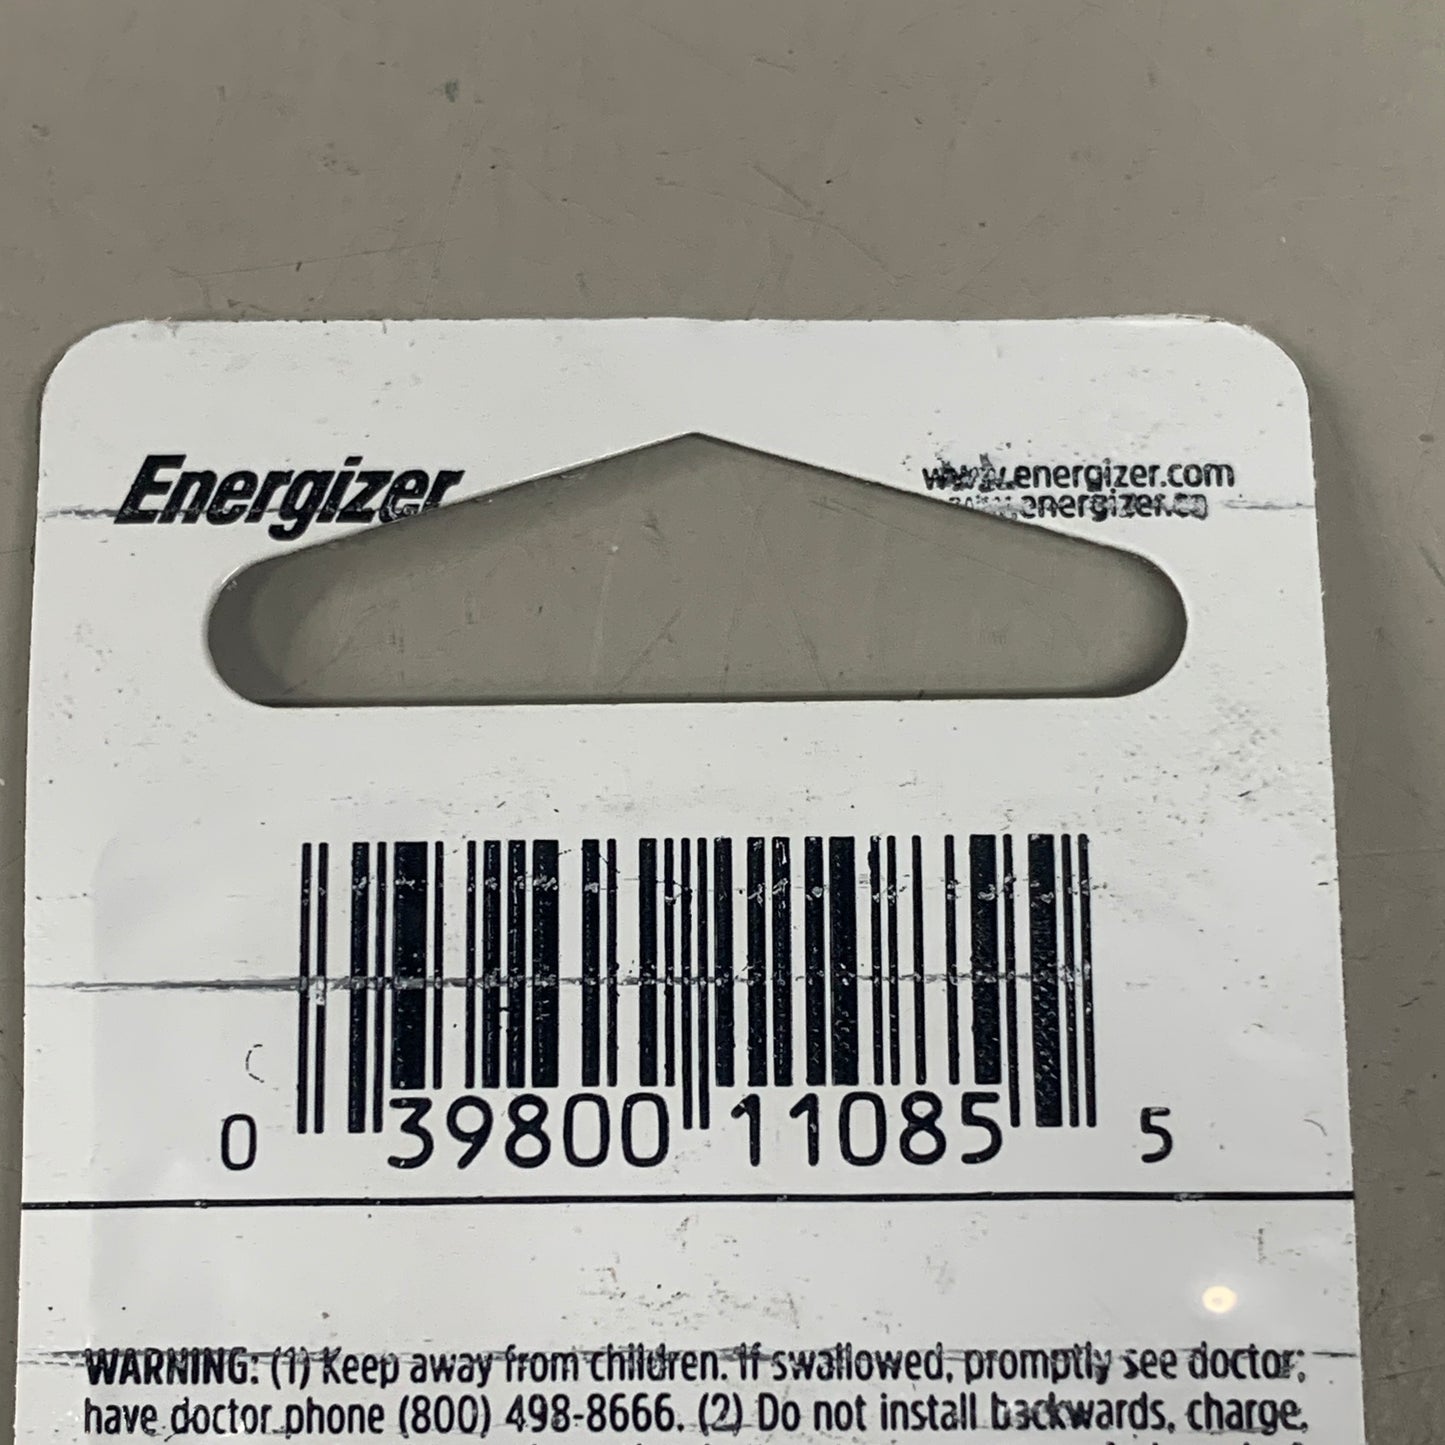 Energizer
www.energizer.com
www.energizer.ca
0 39800 11085 5
WARNING: (1) Keep away from children. If swallowed, promptly see doctor;
have doctor phone (800) 498-8666. (2) Do not install backwards, charge,